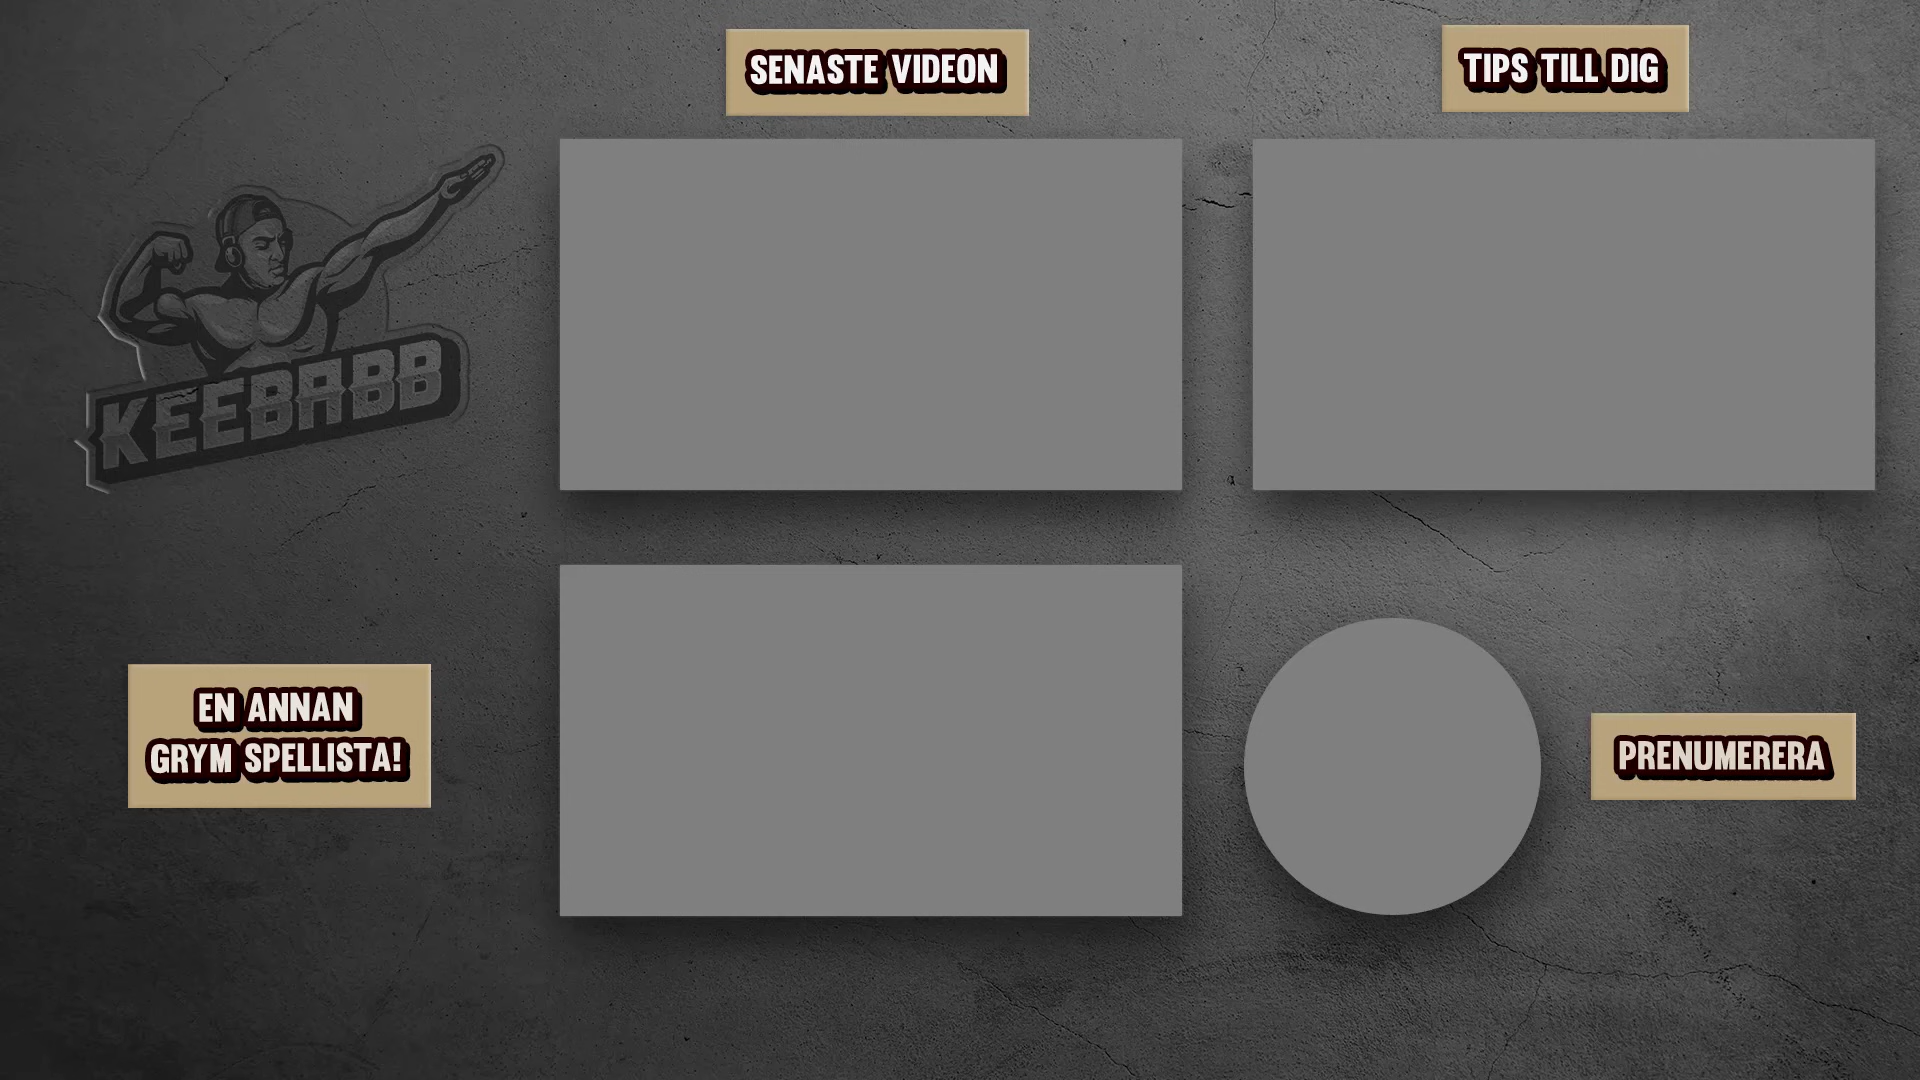 SENASTE VIDEON
TIPS TILL DIG
KEEBABB
EN ANNAN
GRYM SPELLISTA!
PRENUMERERA